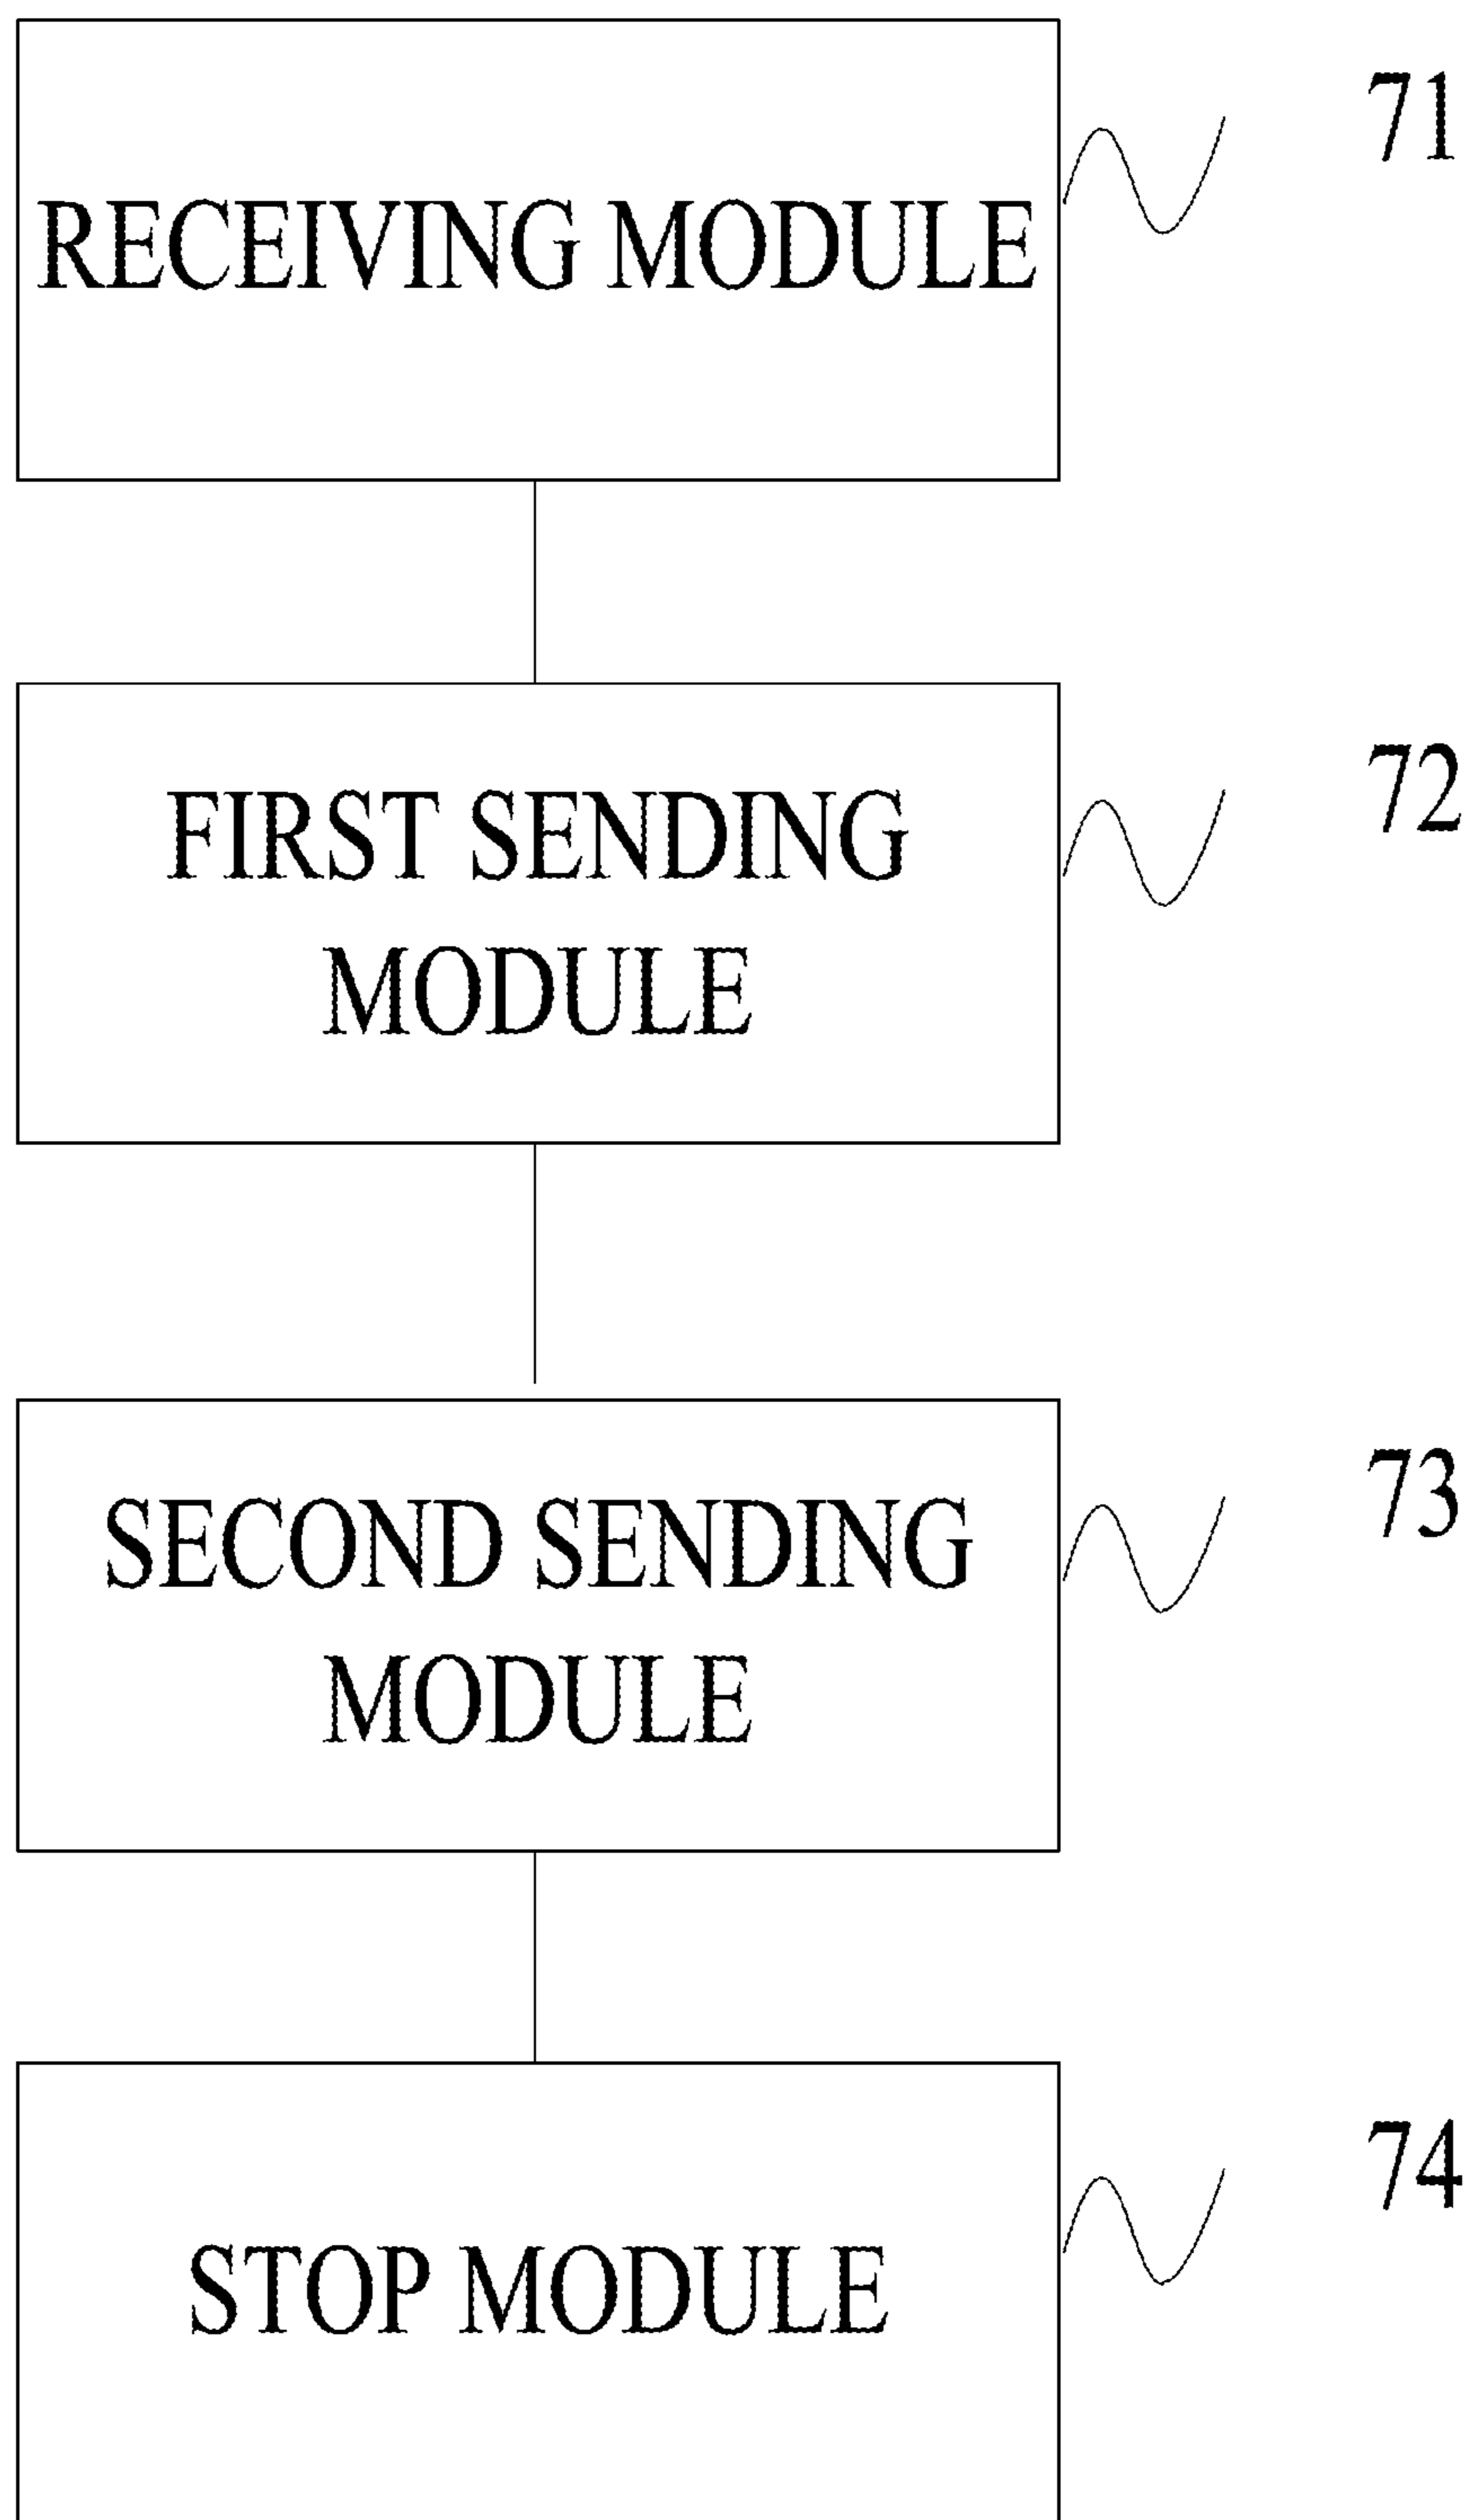 RECEIVING MODULE
71
FIRST SENDING
MODULE
72
SECOND SENDING
MODULE
73
STOP MODULE
74